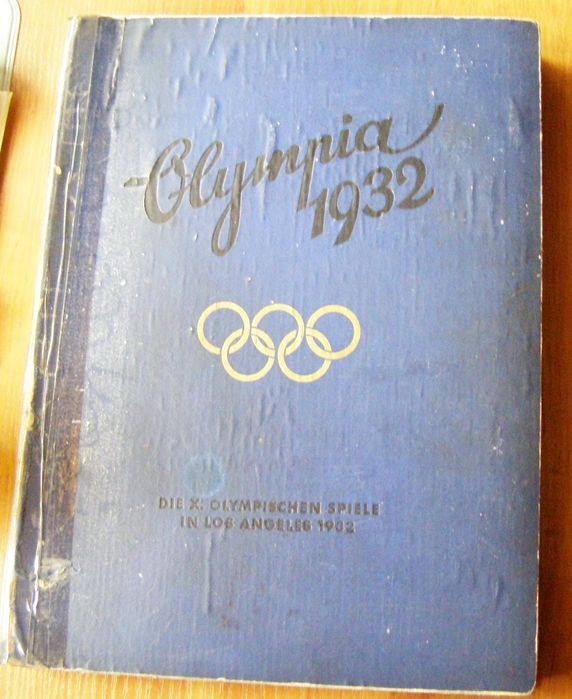 Olympia
1932
DIE X. OLYMPISCHEN SPIELE
IN LOS ANGELES 1932